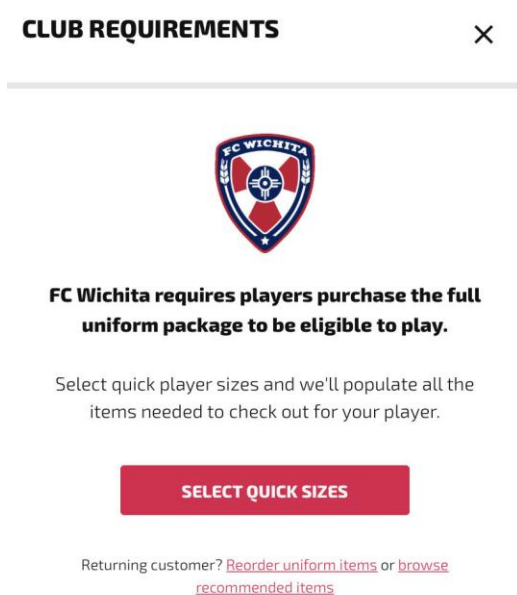 CLUB REQUIREMENTS
FC WICHITA
FC Wichita requires players purchase the full
uniform package to be eligible to play.
Select quick player sizes and we'll populate all the
items needed to check out for your player.
SELECT QUICK SIZES
Returning customer? Reorder uniform items or browse
recommended items